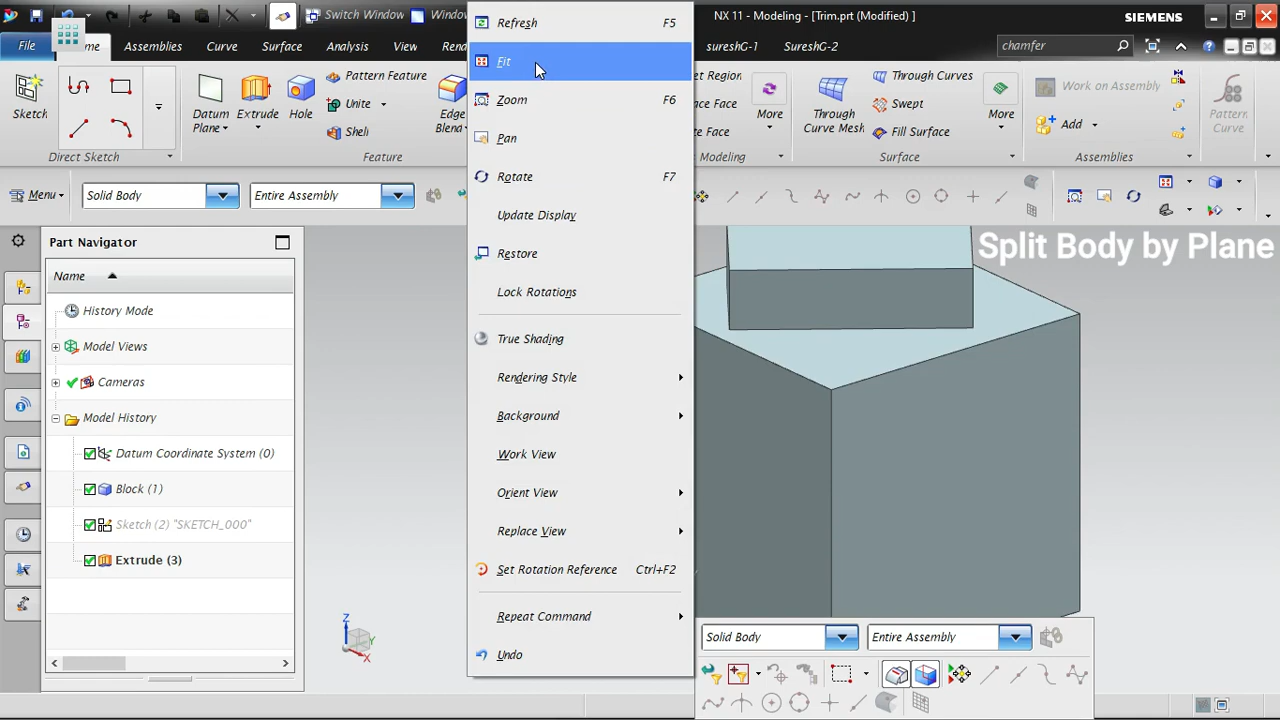 Switch Window
Window
NX 11 - Modeling - [Trim.prt (Modified) ]
SIEMENS
File
Assemblies
Curve
Surface
Analysis
View
sureshG-1
SureshG-2
chamfer
Sketch
Direct Sketch
Datum
Plane
Extrude
Hole
Pattern Feature
Unite
Shell
Edge
Blend
Feature
More
Modeling
Through
Curve Mesh
Through Curves
Swept
Fill Surface
More
Surface
Work on Assembly
Add
Assemblies
Pattern
Curve
Menu
Solid Body
Entire Assembly
Split Body by Plane
Part Navigator
Name
History Mode
Model Views
Cameras
Model History
Datum Coordinate System (0)
Block (1)
Sketch (2) "SKETCH_000"
Extrude (3)
Refresh F5
Fit
Zoom F6
Pan
Rotate F7
Update Display
Restore
Lock Rotations
True Shading
Rendering Style
Background
Work View
Orient View
Replace View
Set Rotation Reference Ctrl+F2
Repeat Command
Undo
Z
Y
X
Solid Body
Entire Assembly